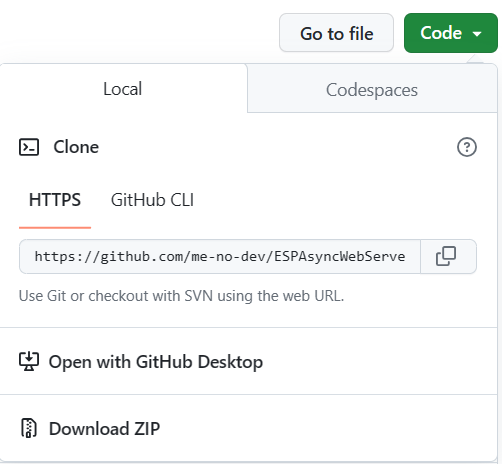 Go to file
Code
Local
Codespaces
Clone
HTTPS
GitHub CLI
https://github.com/me-no-dev/ESPAsyncWebServe
Use Git or checkout with SVN using the web URL.
Open with GitHub Desktop
Download ZIP